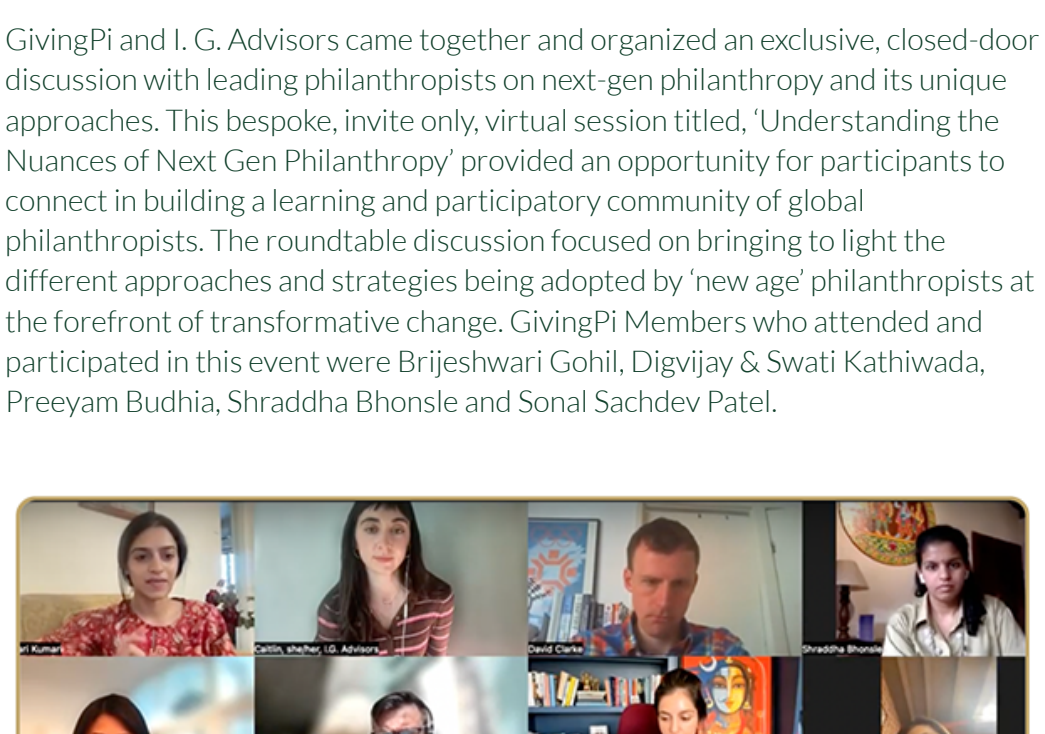 GivingPi and I. G. Advisors came together and organized an exclusive, closed-door
discussion with leading philanthropists on next-gen philanthropy and its unique
approaches. This bespoke, invite only, virtual session titled, ‘Understanding the
Nuances of Next Gen Philanthropy’ provided an opportunity for participants to
connect in building a learning and participatory community of global
philanthropists. The roundtable discussion focused on bringing to light the
different approaches and strategies being adopted by ‘new age’ philanthropists at
the forefront of transformative change. GivingPi Members who attended and
participated in this event were Brijeshwari Gohil, Digvijay & Swati Kathiwada,
Preeyam Budhia, Shraddha Bhonsle and Sonal Sachdev Patel.
ari Kumari
Caitlin, she/her, I.G. Advisors
David Clarke
Shraddha Bhonsle